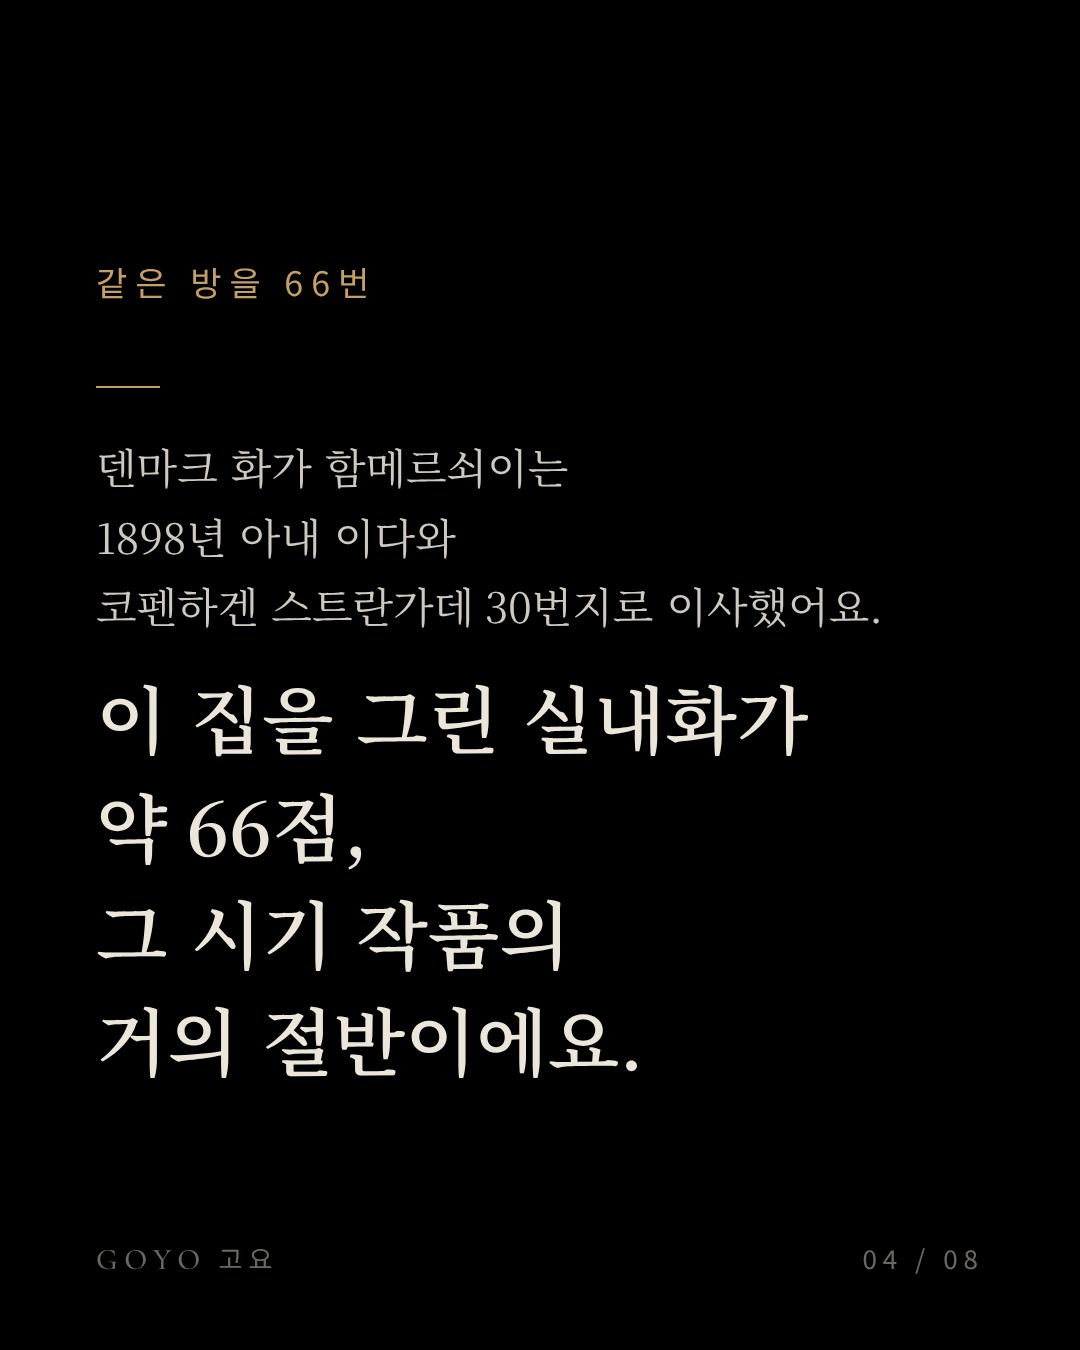 같은 방을 66번
덴마크 화가 함메르쇠이는
1898년 아내 이다와
코펜하겐 스트란가데 30번지로 이사했어요.
이 집을 그린 실내화가
약 66점,
그 시기 작품의
거의 절반이에요.
GOYO 고요
04 / 08